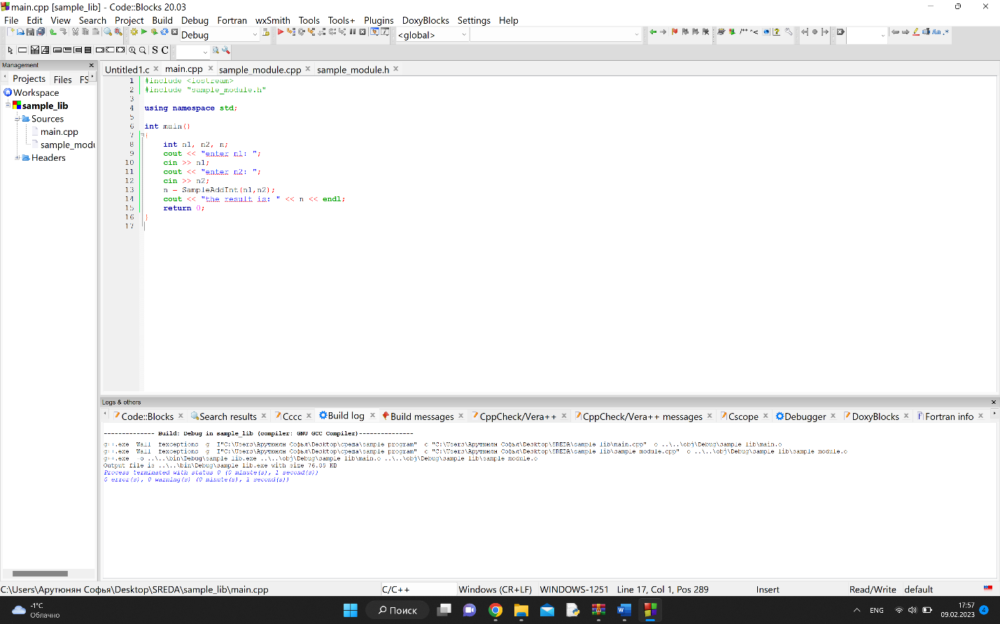 main.cpp [sample_lib] - Code::Blocks 20.03
File Edit View Search Project Build Debug Fortran wxSmith Tools Tools+ Plugins DoxyBlocks Settings Help
Debug <global>
S C
Management
Projects Files FS
Workspace
sample_lib
Sources
main.cpp
sample_modu
Headers
Untitled1.c main.cpp sample_module.cpp sample_module.h
1 #include <iostream>
2 #include "sample_module.h"
3
4 using namespace std;
5
6 int main()
7 {
8 int n1, n2, n;
9 cout << "enter n1: ";
10 cin >> n1;
11 cout << "enter n2: ";
12 cin >> n2;
13 n = SampleAddInt(n1,n2);
14 cout << "the result is: " << n << endl;
15 return 0;
16 }
17
Logs & others
Code::Blocks Search results Cccc Build log Build messages CppCheck/Vera++ CppCheck/Vera++ messages Cscope Debugger DoxyBlocks Fortran info
-------------- Build: Debug in sample_lib (compiler: GNU GCC Compiler)---------------
g++.exe -Wall -fexceptions -g -I"C:\Users\Арутюнян Софья\Desktop\среда\sample_program" -c "C:\Users\Арутюнян Софья\Desktop\SREDA\sample_lib\main.cpp" -o ..\..\obj\Debug\sample_lib\main.o
g++.exe -Wall -fexceptions -g -I"C:\Users\Арутюнян Софья\Desktop\среда\sample_program" -c "C:\Users\Арутюнян Софья\Desktop\SREDA\sample_lib\sample_module.cpp" -o ..\..\obj\Debug\sample_lib\sample_module.o
g++.exe -o ..\..\bin\Debug\sample_lib.exe ..\..\obj\Debug\sample_lib\main.o ..\..\obj\Debug\sample_lib\sample_module.o
Output file is ..\..\bin\Debug\sample_lib.exe with size 76.85 KB
Process terminated with status 0 (0 minute(s), 1 second(s))
0 error(s), 0 warning(s) (0 minute(s), 1 second(s))
C:\Users\Арутюнян Софья\Desktop\SREDA\sample_lib\main.cpp C/C++ Windows (CR+LF) WINDOWS-1251 Line 17, Col 1, Pos 289 Insert Read/Write default
-1°C
Облачно
Поиск
ENG
17:57
09.02.2023
4